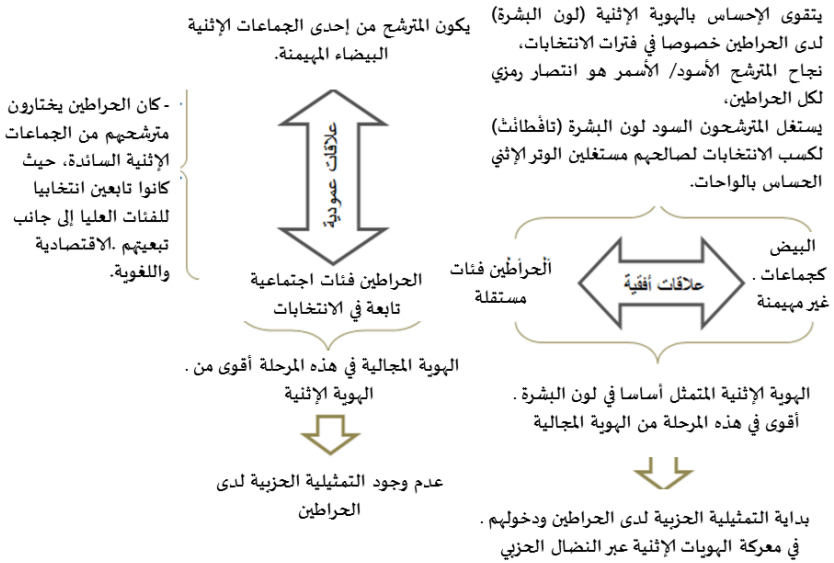 يتقوى الإحساس بالهوية الإثنية (لون البشرة)
لدى الحراطين خصوصا في فترات الانتخابات،
نجاح المترشح الأسود/ الأسمر هو انتصار رمزي
لكل الحراطين،
يستغل المترشحون السود لون البشرة (تافْطانْتْ)
لكسب الانتخابات لصالحهم مستغلين الوتر الإثني
الحساس بالواحات.
البيض
كجماعات .
غير مهيمنة
علاقات أفقية
اَلْحراطْين فئات
مستقلة
الهوية الإثنية المتمثل أساسا في لون البشرة .
أقوى في هذه المرحلة من الهوية المجالية
بداية التمثيلية الحزبية لدى الحراطين ودخولهم .
في معركة الهويات الإثنية عبر النضال الحزبي
يكون المترشح من إحدى الجماعات الإثنية
البيضاء المهيمنة.
علاقات عمودية
- كان الحراطين يختارون
مترشحهم من الجماعات
الإثنية السائدة، حيث
كانوا تابعين انتخابيا
للفئات العليا إلى جانب
تبعيتهم .الاقتصادية
واللغوية.
الحراطين فئات اجتماعية
تابعة في الانتخابات
الهوية المجالية في هذه المرحلة أقوى من .
الهوية الإثنية
عدم وجود التمثيلية الحزبية لدى
الحراطين